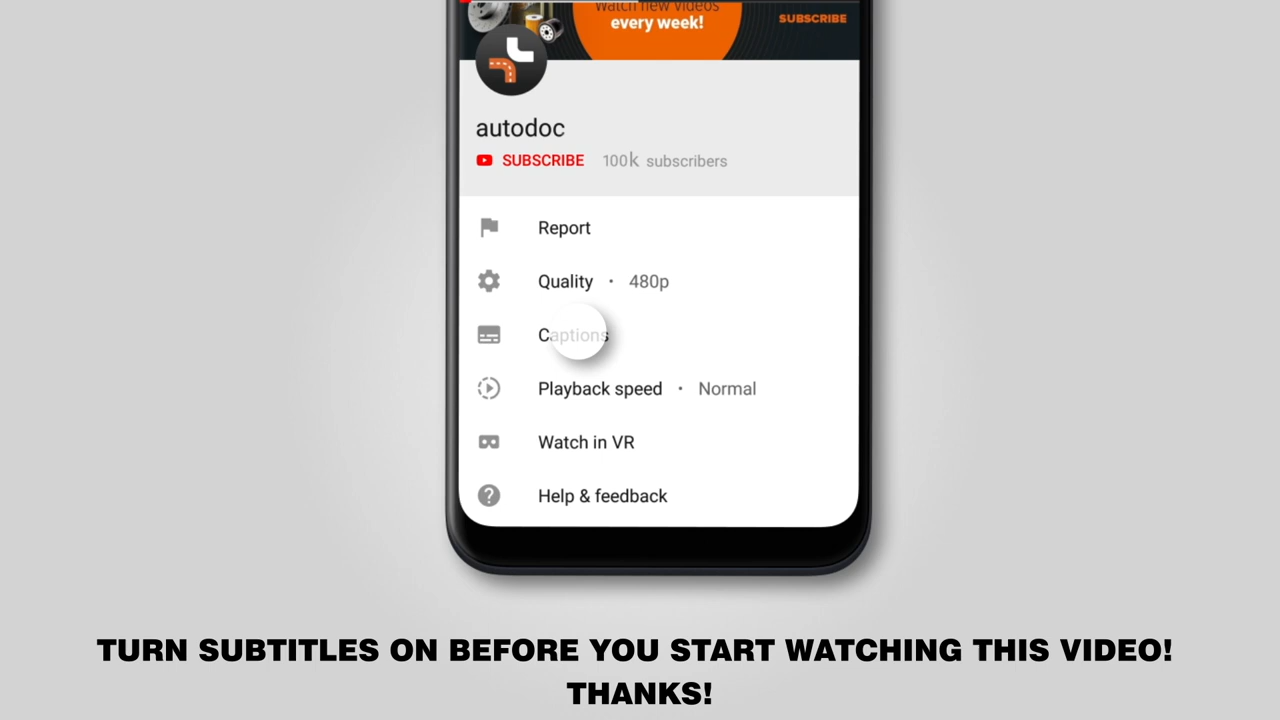 Watch new videos
every week!
SUBSCRIBE
autodoc
SUBSCRIBE 100k subscribers
Report
Quality · 480p
Captions
Playback speed · Normal
Watch in VR
Help & feedback
TURN SUBTITLES ON BEFORE YOU START WATCHING THIS VIDEO!
THANKS!